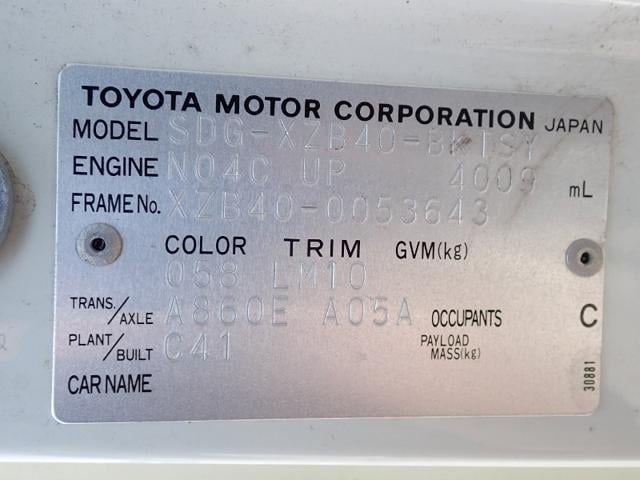 TOYOTA MOTOR CORPORATION JAPAN
MODEL SDG-XZB40-BKTSY
ENGINE N04C UP 4009 mL
FRAME No. XZB40-0053643
COLOR TRIM GVM(kg)
058 LM10
TRANS./AXLE A860E A05A OCCUPANTS C
PLANT/BUILT C41 PAYLOAD MASS(kg)
CAR NAME
30881